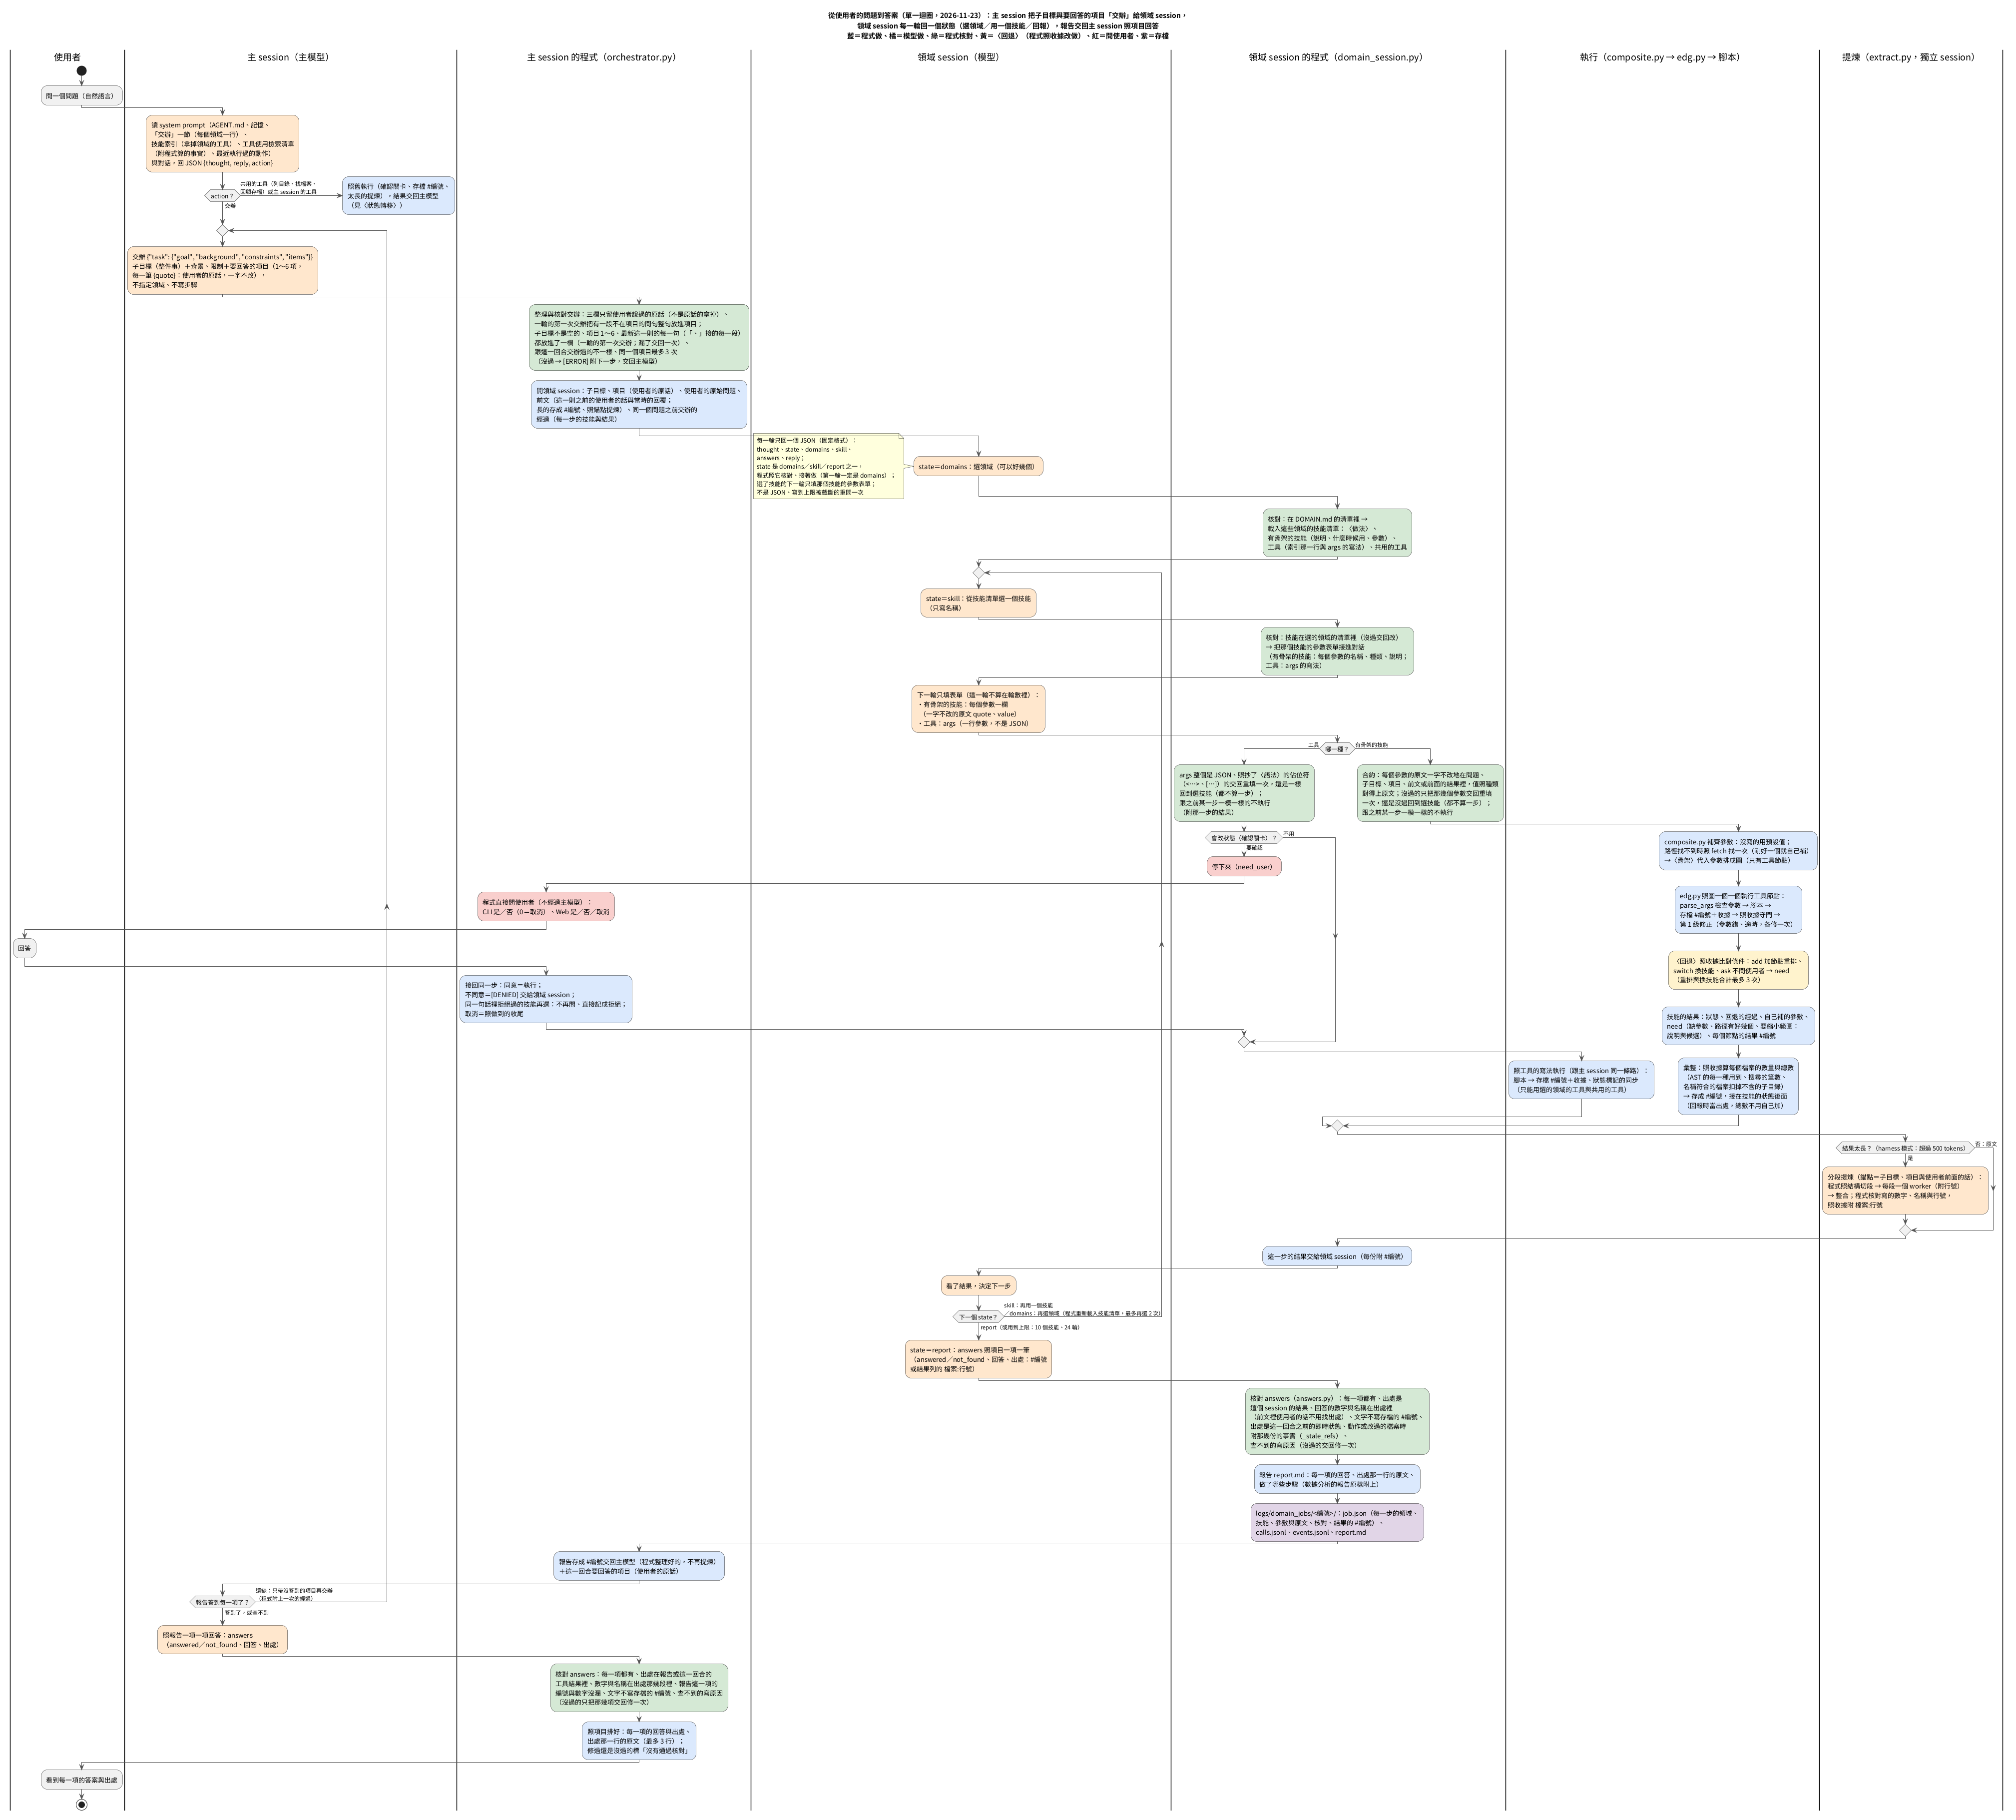 從使用者的問題到答案（單一迴圈，2026-11-23）：主 session 把子目標與要回答的項目「交辦」給領域 session，
領域 session 每一輪回一個狀態（選領域／用一個技能／回報），報告交回主 session 照項目回答
藍＝程式做、橘＝模型做、綠＝程式核對、黃＝〈回退〉（程式照收據改做）、紅＝問使用者、紫＝存檔
使用者
主 session（主模型）
主 session 的程式（orchestrator.py）
領域 session（模型）
領域 session 的程式（domain_session.py）
執行（composite.py → edg.py → 腳本）
提煉（extract.py，獨立 session）
問一個問題（自然語言）
讀 system prompt（AGENT.md、記憶、
「交辦」一節（每個領域一行）、
技能索引（拿掉領域的工具）、工具使用檢索清單
（附程式算的事實）、最近執行過的動作）
與對話，回 JSON {thought, reply, action}
action？
共用的工具（列目錄、找檔案、
回顧存檔）或主 session 的工具
交辦
照舊執行（確認關卡、存檔 #編號、
太長的提煉），結果交回主模型
（見〈狀態轉移〉）
交辦 {"task": {"goal", "background", "constraints", "items"}}
子目標（整件事）＋背景、限制＋要回答的項目（1～6 項，
每一筆 {quote}：使用者的原話，一字不改），
不指定領域、不寫步驟
整理與核對交辦：三欄只留使用者說過的原話（不是原話的拿掉）、
一輪的第一次交辦把有一段不在項目的問句整句放進項目；
子目標不是空的、項目 1～6、最新這一則的每一句（「、」接的每一段）
都放進了一欄（一輪的第一次交辦；漏了交回一次）、
跟這一回合交辦過的不一樣、同一個項目最多 3 次
（沒過 → [ERROR] 附下一步，交回主模型）
開領域 session：子目標、項目（使用者的原話）、使用者的原始問題、
前文（這一則之前的使用者的話與當時的回覆；
長的存成 #編號、照錨點提煉）、同一個問題之前交辦的
經過（每一步的技能與結果）
每一輪只回一個 JSON（固定格式）：
thought、state、domains、skill、
answers、reply；
state 是 domains／skill／report 之一，
程式照它核對、接著做（第一輪一定是 domains）；
選了技能的下一輪只填那個技能的參數表單；
不是 JSON、寫到上限被截斷的重問一次
state＝domains：選領域（可以好幾個）
核對：在 DOMAIN.md 的清單裡 →
載入這些領域的技能清單：〈做法〉、
有骨架的技能（說明、什麼時候用、參數）、
工具（索引那一行與 args 的寫法）、共用的工具
state＝skill：從技能清單選一個技能
（只寫名稱）
核對：技能在選的領域的清單裡（沒過交回改）
→ 把那個技能的參數表單接進對話
（有骨架的技能：每個參數的名稱、種類、說明；
工具：args 的寫法）
下一輪只填表單（這一輪不算在輪數裡）：
・有骨架的技能：每個參數一欄
（一字不改的原文 quote、value）
・工具：args（一行參數，不是 JSON）
哪一種？
工具
有骨架的技能
args 整個是 JSON、照抄了〈語法〉的佔位符
（<…>、[…]）的交回重填一次，還是一樣
回到選技能（都不算一步）；
跟之前某一步一模一樣的不執行
（附那一步的結果）
合約：每個參數的原文一字不改地在問題、
子目標、項目、前文或前面的結果裡，值照種類
對得上原文；沒過的只把那幾個參數交回重填
一次，還是沒過回到選技能（都不算一步）；
跟之前某一步一模一樣的不執行
會改狀態（確認關卡）？
不用
要確認
停下來（need_user）
程式直接問使用者（不經過主模型）：
CLI 是／否（0＝取消）、Web 是／否／取消
回答
接回同一步：同意＝執行；
不同意＝[DENIED] 交給領域 session；
同一句話裡拒絕過的技能再選：不再問、直接記成拒絕；
取消＝照做到的收尾
composite.py 補齊參數：沒寫的用預設值；
路徑找不到時照 fetch 找一次（剛好一個就自己補）
→〈骨架〉代入參數排成圖（只有工具節點）
edg.py 照圖一個一個執行工具節點：
parse_args 檢查參數 → 腳本 →
存檔 #編號＋收據 → 照收據守門 →
第 1 級修正（參數錯、逾時，各修一次）
〈回退〉照收據比對條件：add 加節點重排、
switch 換技能、ask 不問使用者 → need
（重排與換技能合計最多 3 次）
技能的結果：狀態、回退的經過、自己補的參數、
need（缺參數、路徑有好幾個、要縮小範圍：
說明與候選）、每個節點的結果 #編號
照工具的寫法執行（跟主 session 同一條路）：
腳本 → 存檔 #編號＋收據、狀態標記的同步
（只能用選的領域的工具與共用的工具）
彙整：照收據算每個檔案的數量與總數
（AST 的每一種用到、搜尋的筆數、
名稱符合的檔案扣掉不含的子目錄）
→ 存成 #編號，接在技能的狀態後面
（回報時當出處，總數不用自己加）
結果太長？（harness 模式：超過 500 tokens）
否：原文
是
分段提煉（錨點＝子目標、項目與使用者前面的話）：
程式照結構切段 → 每段一個 worker（附行號）
→ 整合；程式核對寫的數字、名稱與行號，
照收據附 檔案:行號
這一步的結果交給領域 session（每份附 #編號）
看了結果，決定下一步
下一個 state？
skill：再用一個技能
／domains：再選領域（程式重新載入技能清單，最多再選 2 次）
report（或用到上限：10 個技能、24 輪）
state＝report：answers 照項目一項一筆
（answered／not_found、回答、出處：#編號
或結果列的 檔案:行號）
核對 answers（answers.py）：每一項都有、出處是
這個 session 的結果、回答的數字與名稱在出處裡
（前文裡使用者的話不用找出處）、文字不寫存檔的 #編號、
出處是這一回合之前的即時狀態、動作或改過的檔案時
附那幾份的事實（_stale_refs）、
查不到的寫原因（沒過的交回修一次）
報告 report.md：每一項的回答、出處那一行的原文、
做了哪些步驟（數據分析的報告原樣附上）
logs/domain_jobs/<編號>/：job.json（每一步的領域、
技能、參數與原文、核對、結果的 #編號）、
calls.jsonl、events.jsonl、report.md
報告存成 #編號交回主模型（程式整理好的，不再提煉）
＋這一回合要回答的項目（使用者的原話）
報告答到每一項了？
還缺：只帶沒答到的項目再交辦
（程式附上一次的經過）
答到了，或查不到
照報告一項一項回答：answers
（answered／not_found、回答、出處）
核對 answers：每一項都有、出處在報告或這一回合的
工具結果裡、數字與名稱在出處那幾段裡、報告這一項的
編號與數字沒漏、文字不寫存檔的 #編號、查不到的寫原因
（沒過的只把那幾項交回修一次）
照項目排好：每一項的回答與出處、
出處那一行的原文（最多 3 行）；
修過還是沒過的標「沒有通過核對」
看到每一項的答案與出處